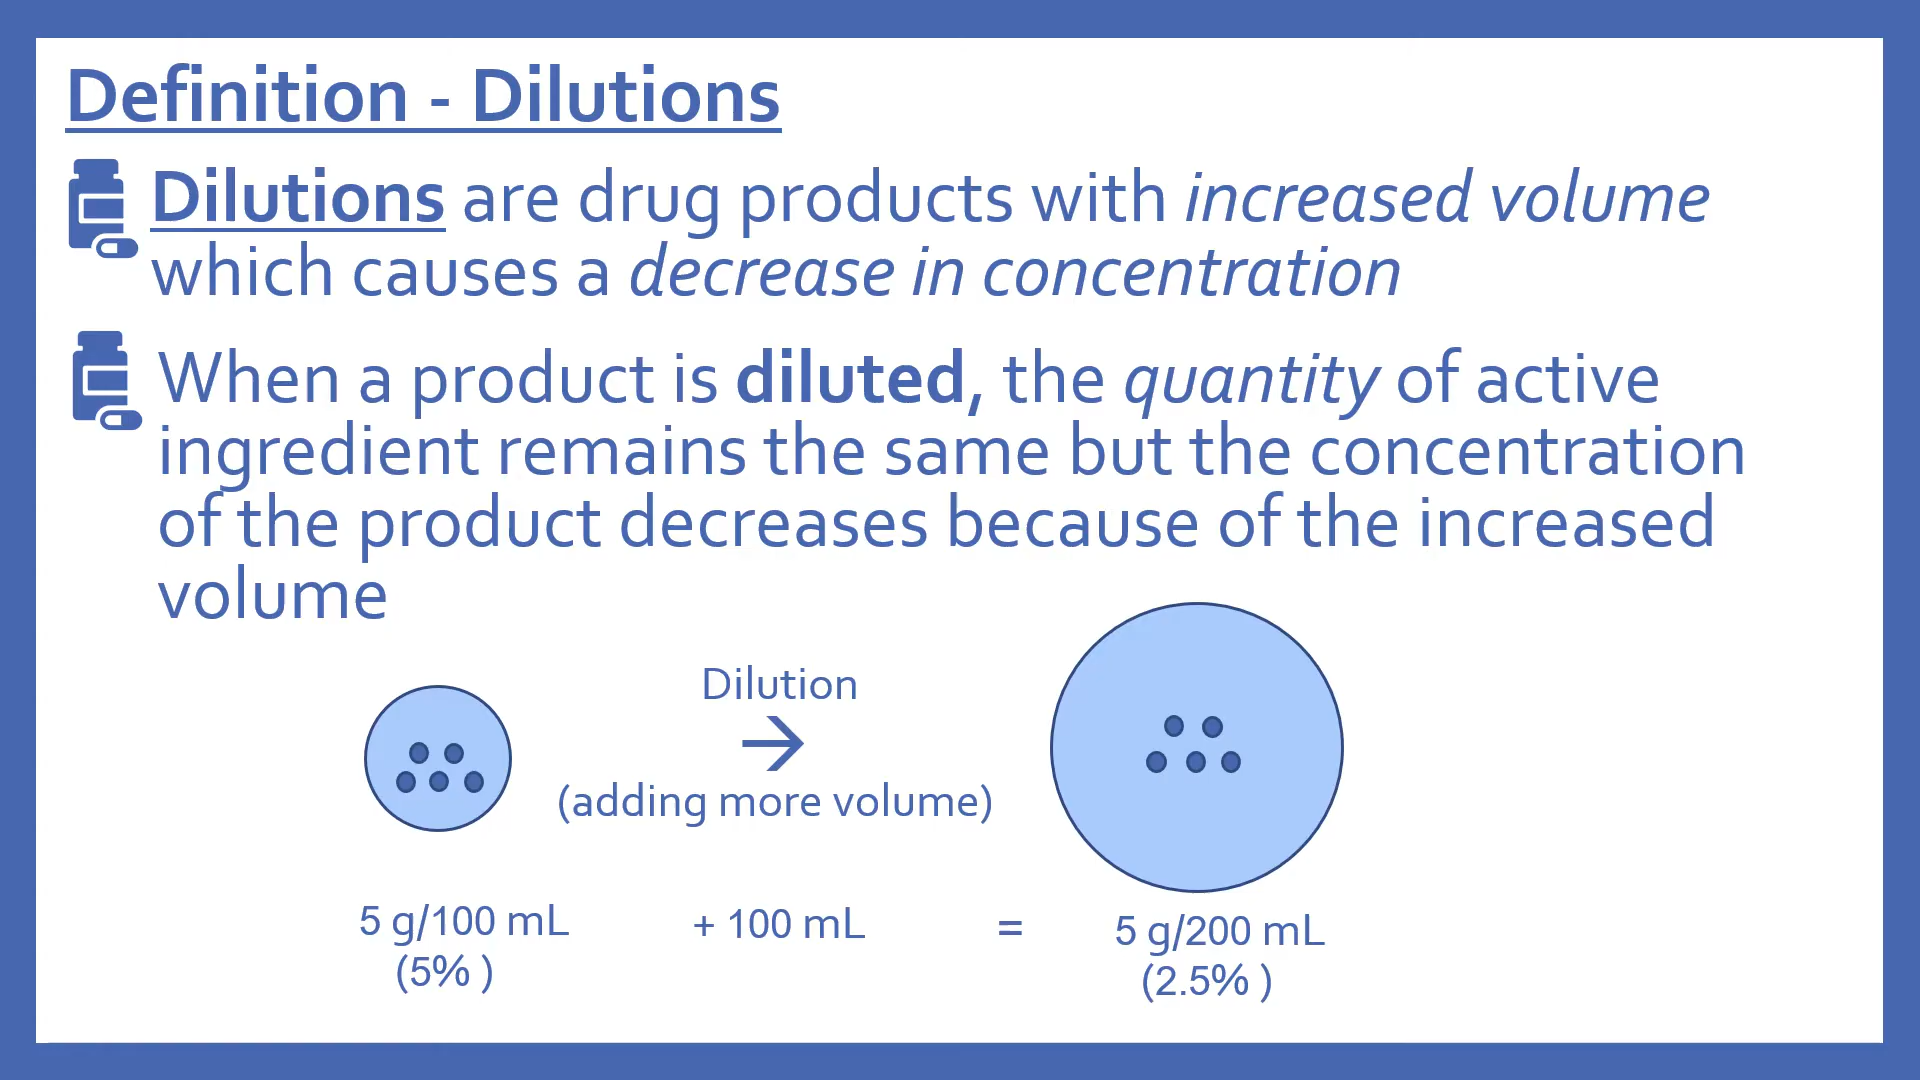 Definition - Dilutions
Dilutions are drug products with increased volume
which causes a decrease in concentration
When a product is diluted, the quantity of active
ingredient remains the same but the concentration
of the product decreases because of the increased
volume
Dilution
→
(adding more volume)
5 g/100 mL + 100 mL = 5 g/200 mL
(5% ) (2.5% )